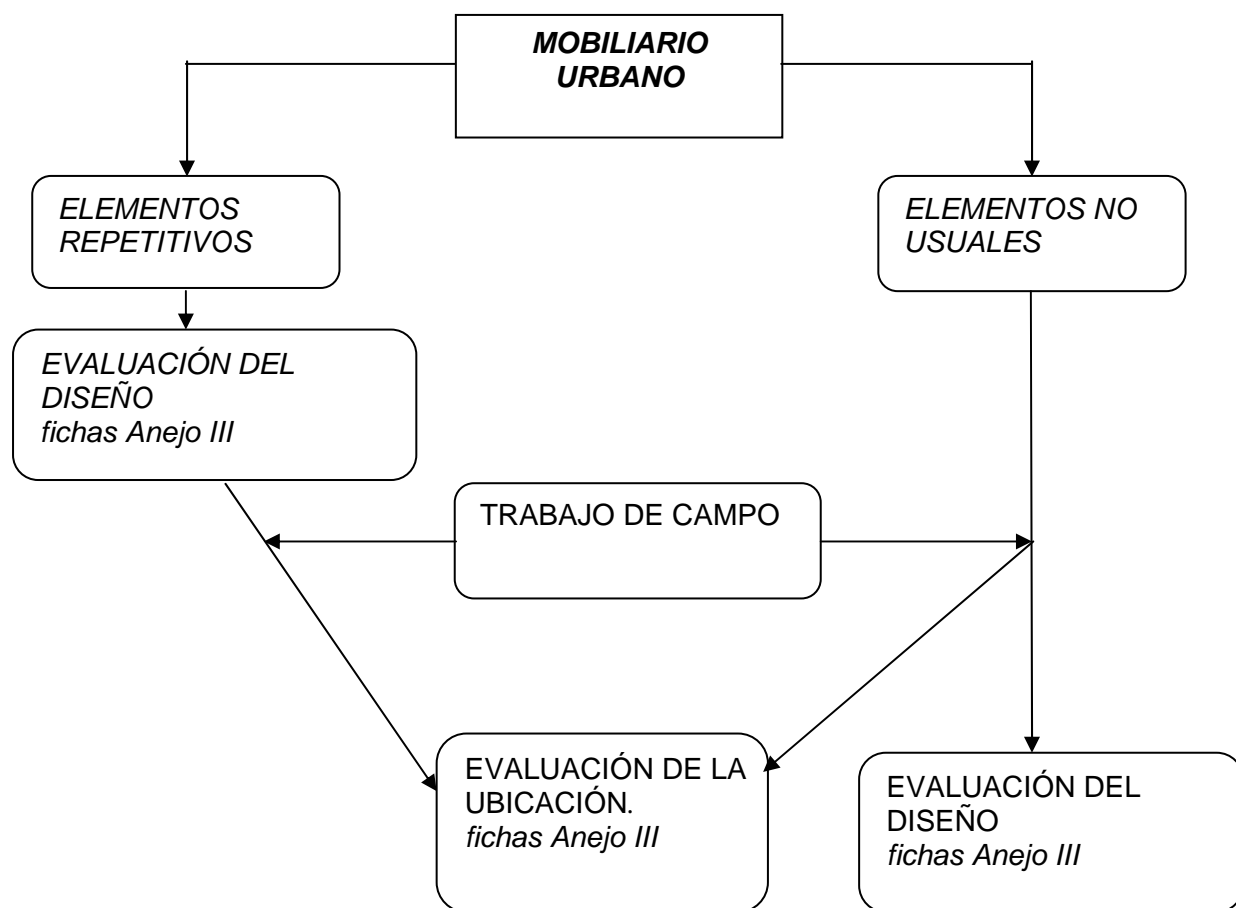 MOBILIARIO
URBANO
ELEMENTOS
REPETITIVOS
ELEMENTOS NO
USUALES
EVALUACIÓN DEL
DISEÑO
fichas Anejo III
TRABAJO DE CAMPO
EVALUACIÓN DE LA
UBICACIÓN.
fichas Anejo III
EVALUACIÓN DEL
DISEÑO
fichas Anejo III